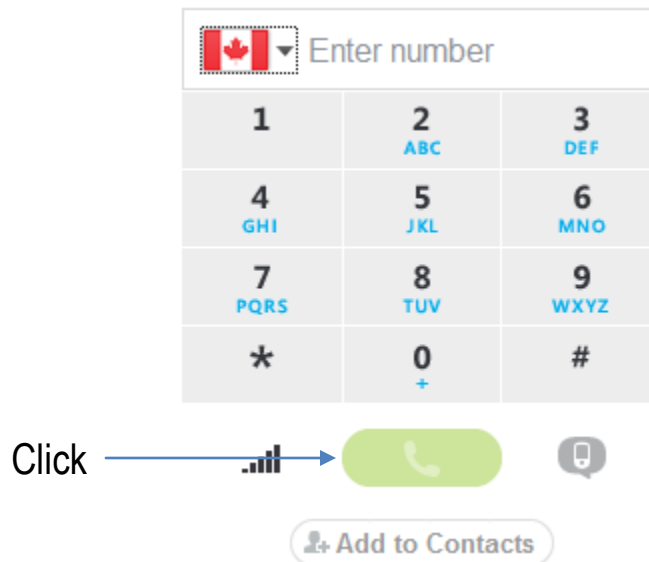 Enter number
1 2 3
ABC DEF
4 5 6
GHI JKL MNO
7 8 9
PQRS TUV WXYZ
* 0 #
+
Click
Add to Contacts